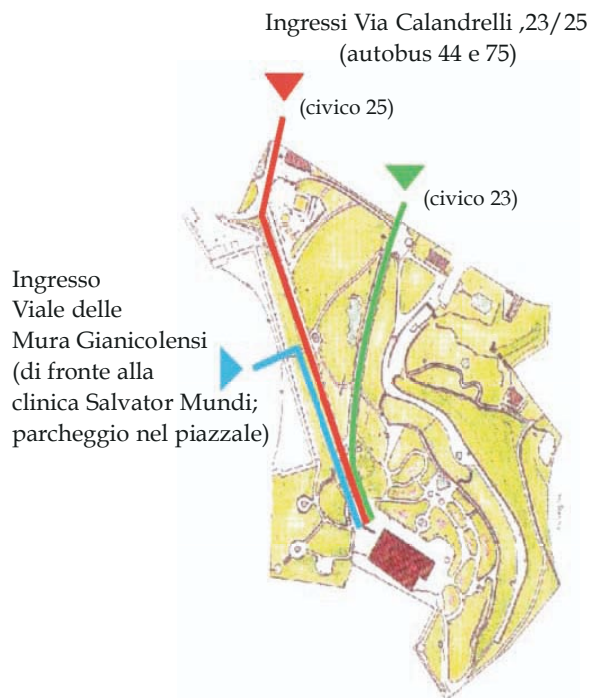 Ingressi Via Calandrelli ,23/25
(autobus 44 e 75)
(civico 25)
(civico 23)
Ingresso
Viale delle
Mura Gianicolensi
(di fronte alla
clinica Salvator Mundi;
parcheggio nel piazzale)